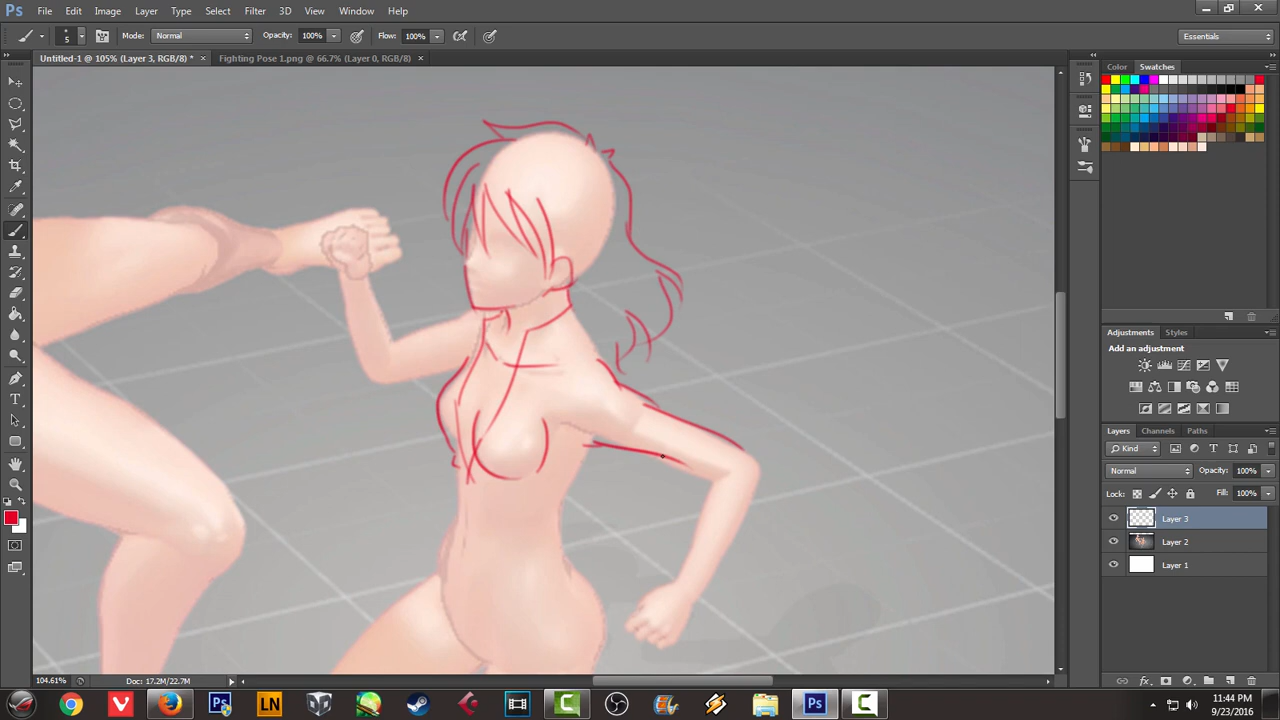 Ps File Edit Image Layer Type Select Filter 3D View Window Help
5 Mode: Normal Opacity: 100% Flow: 100% Essentials
Untitled-1 @ 105% (Layer 3, RGB/8) * × Fighting Pose 1.png @ 66.7% (Layer 0, RGB/8) ×
Color Swatches
Adjustments Styles
Add an adjustment
Layers Channels Paths
Kind
Normal Opacity: 100%
Lock: Fill: 100%
Layer 3
Layer 2
Layer 1
104.61% Doc: 17.2M/22.7M
LN
Ps
11:44 PM
9/23/2016